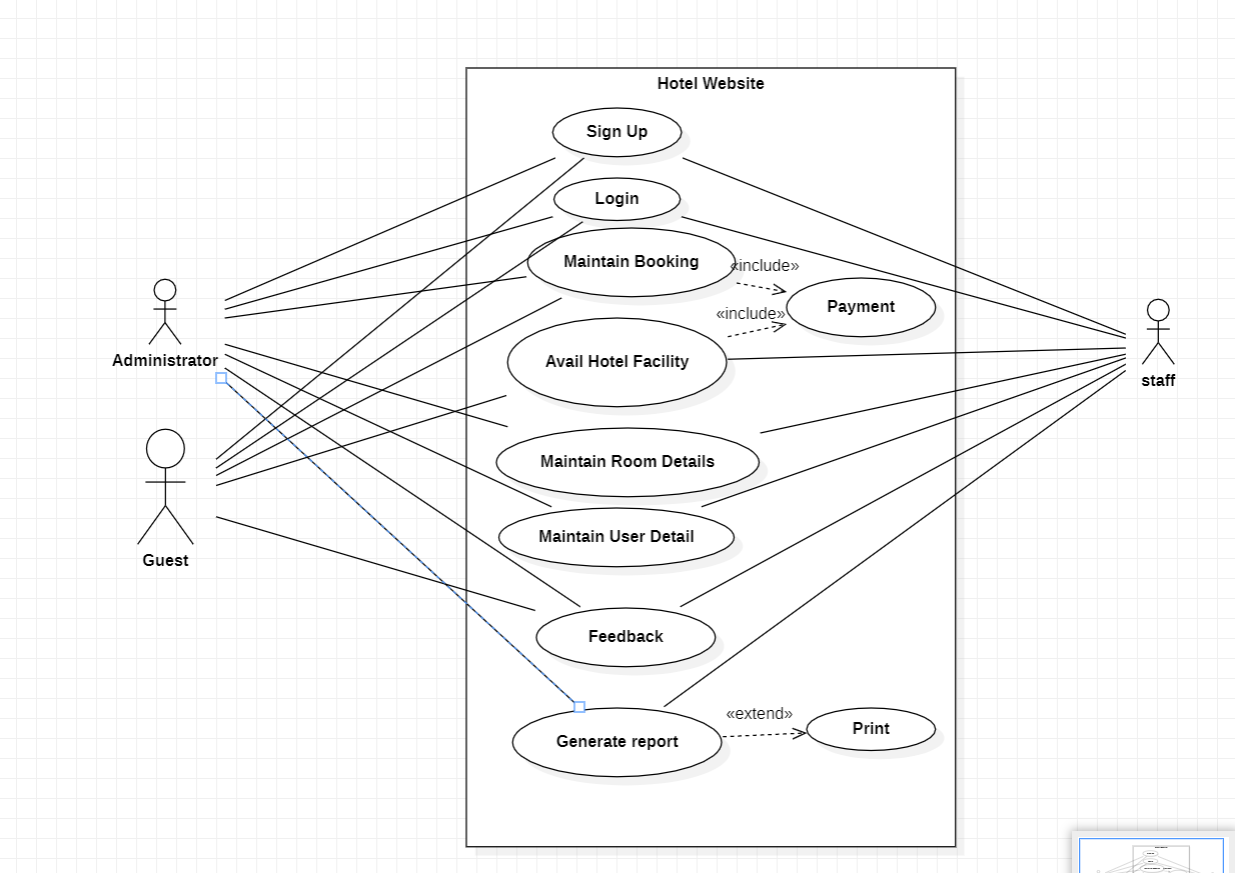 Hotel Website
Sign Up
Login
Maintain Booking
«include»
Payment
«include»
Avail Hotel Facility
Administrator
staff
Maintain Room Details
Maintain User Detail
Guest
Feedback
«extend»
Print
Generate report